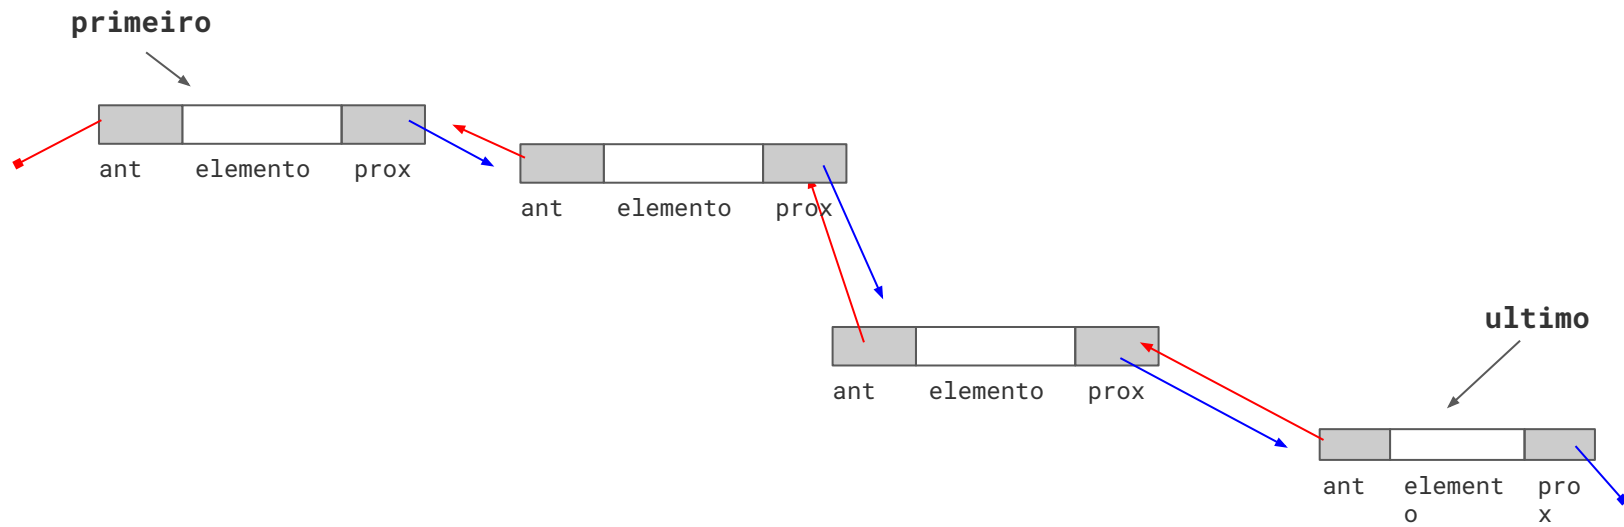 primeiro
ant elemento prox
ant elemento prox
ultimo
ant elemento prox
ant element pro
o x